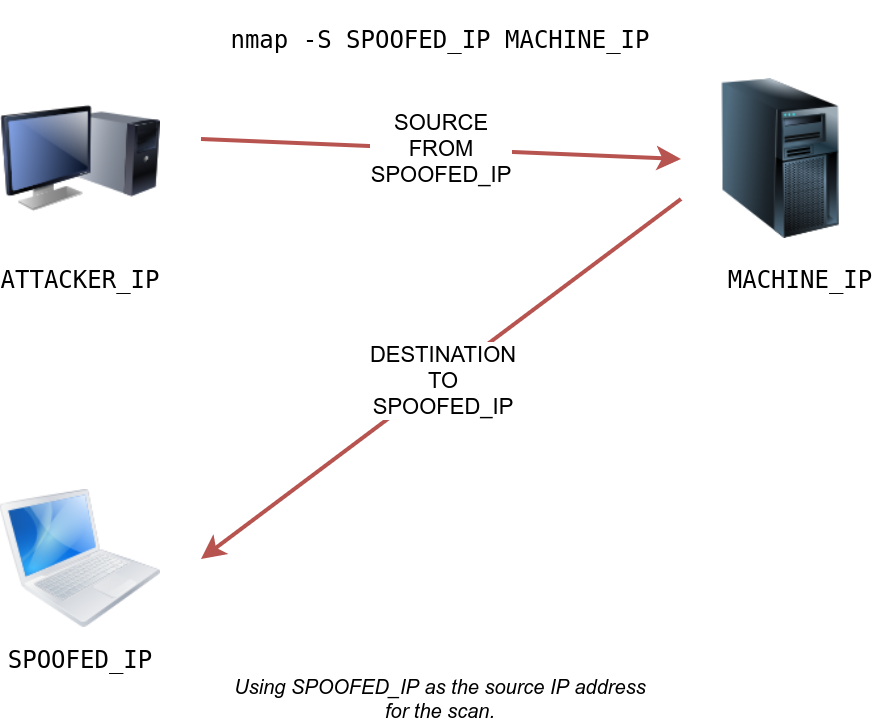 nmap -S SPOOFED_IP MACHINE_IP
SOURCE
FROM
SPOOFED_IP
ATTACKER_IP
MACHINE_IP
DESTINATION
TO
SPOOFED_IP
SPOOFED_IP
Using SPOOFED_IP as the source IP address
for the scan.